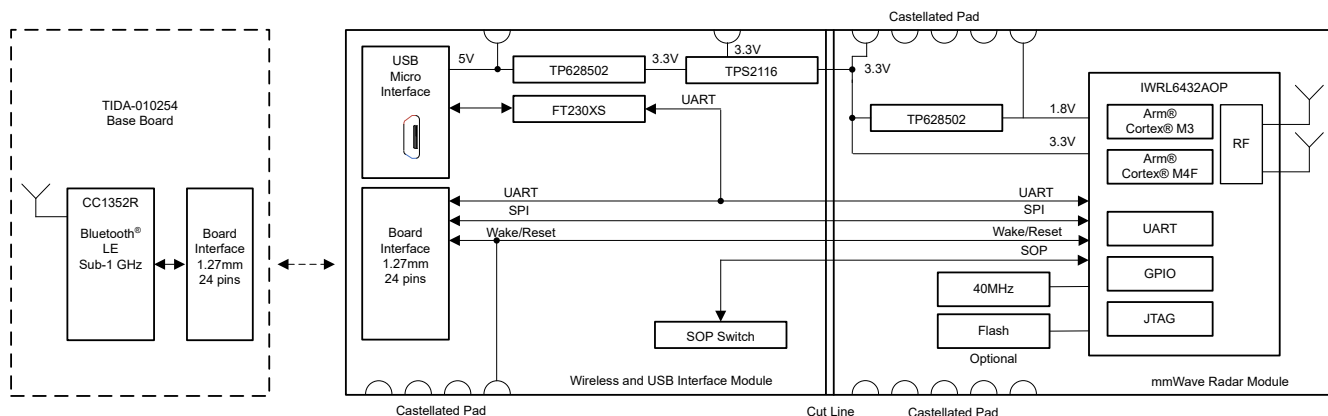 Castellated Pad
TIDA-010254
Base Board
CC1352R
Bluetooth®
LE
Sub-1 GHz
Board
Interface
1.27mm
24 pins
USB
Micro
Interface
5V
TP628502
3.3V
3.3V
TPS2116
3.3V
FT230XS
UART
Board
Interface
1.27mm
24 pins
UART
SPI
Wake/Reset
SOP Switch
Wireless and USB Interface Module
Castellated Pad
Cut Line
TP628502
1.8V
3.3V
UART
SPI
Wake/Reset
SOP
40MHz
Flash
Optional
IWRL6432AOP
Arm®
Cortex® M3
Arm®
Cortex® M4F
RF
UART
GPIO
JTAG
mmWave Radar Module
Castellated Pad